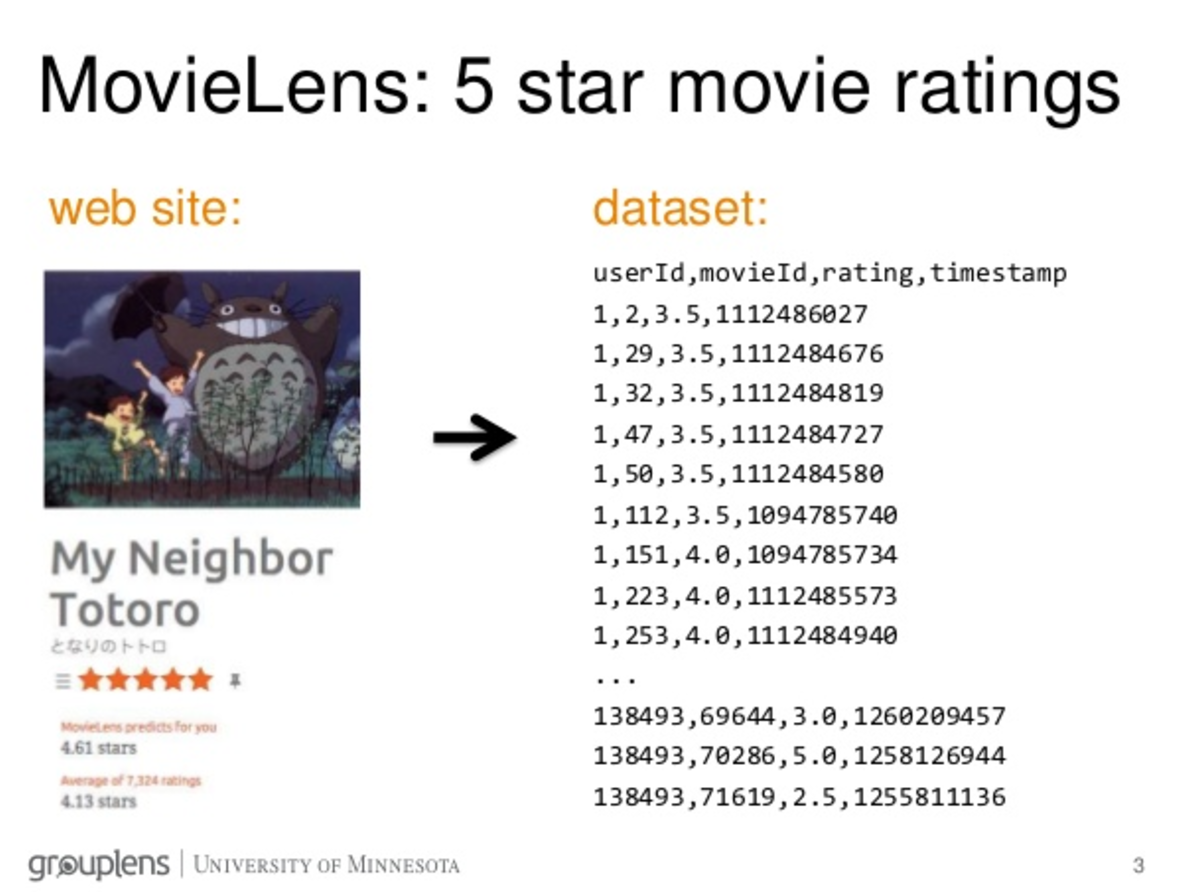 MovieLens: 5 star movie ratings
web site:
My Neighbor
Totoro
となりのトトロ
MovieLens predicts for you
4.61 stars
Average of 7,324 ratings
4.13 stars
dataset:
userId,movieId,rating,timestamp
1,2,3.5,1112486027
1,29,3.5,1112484676
1,32,3.5,1112484819
1,47,3.5,1112484727
1,50,3.5,1112484580
1,112,3.5,1094785740
1,151,4.0,1094785734
1,223,4.0,1112485573
1,253,4.0,1112484940
...
138493,69644,3.0,1260209457
138493,70286,5.0,1258126944
138493,71619,2.5,1255811136
grouplens | UNIVERSITY OF MINNESOTA
3